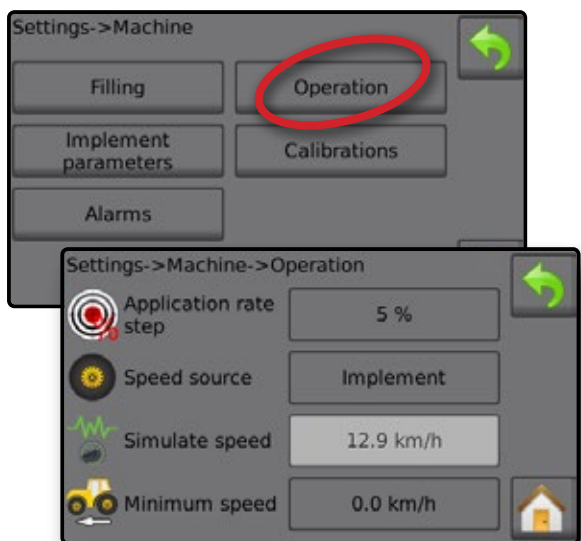 Settings->Machine
Filling
Operation
Implement
parameters
Calibrations
Alarms
Settings->Machine->Operation
Application rate
step
5 %
Speed source
Implement
Simulate speed
12.9 km/h
Minimum speed
0.0 km/h